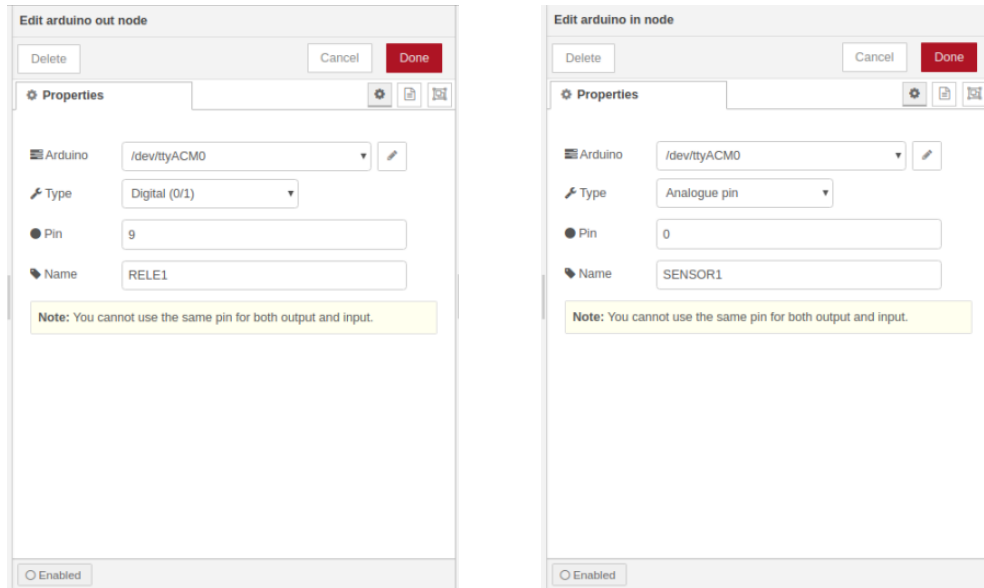 Edit arduino out node
Delete
Cancel
Done
Properties
Arduino
/dev/ttyACM0
Type
Digital (0/1)
Pin
9
Name
RELE1
Note: You cannot use the same pin for both output and input.
Enabled
Edit arduino in node
Delete
Cancel
Done
Properties
Arduino
/dev/ttyACM0
Type
Analogue pin
Pin
0
Name
SENSOR1
Note: You cannot use the same pin for both output and input.
Enabled